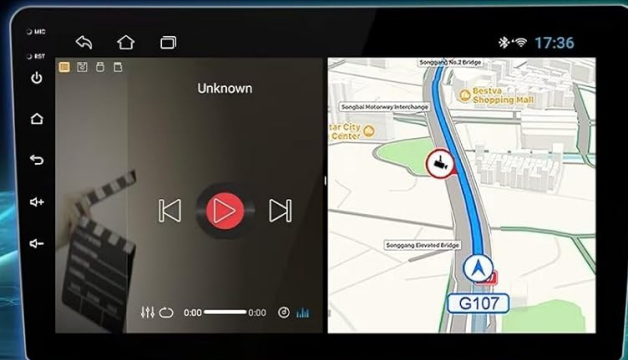 MIC
RST
17:36
Unknown
0:00
0:00
Songgang No.2 Bridge
Bestva
Shopping Mall
Songbai Motorway Interchange
tar City
Center
Songgang Elevated Bridge
G107